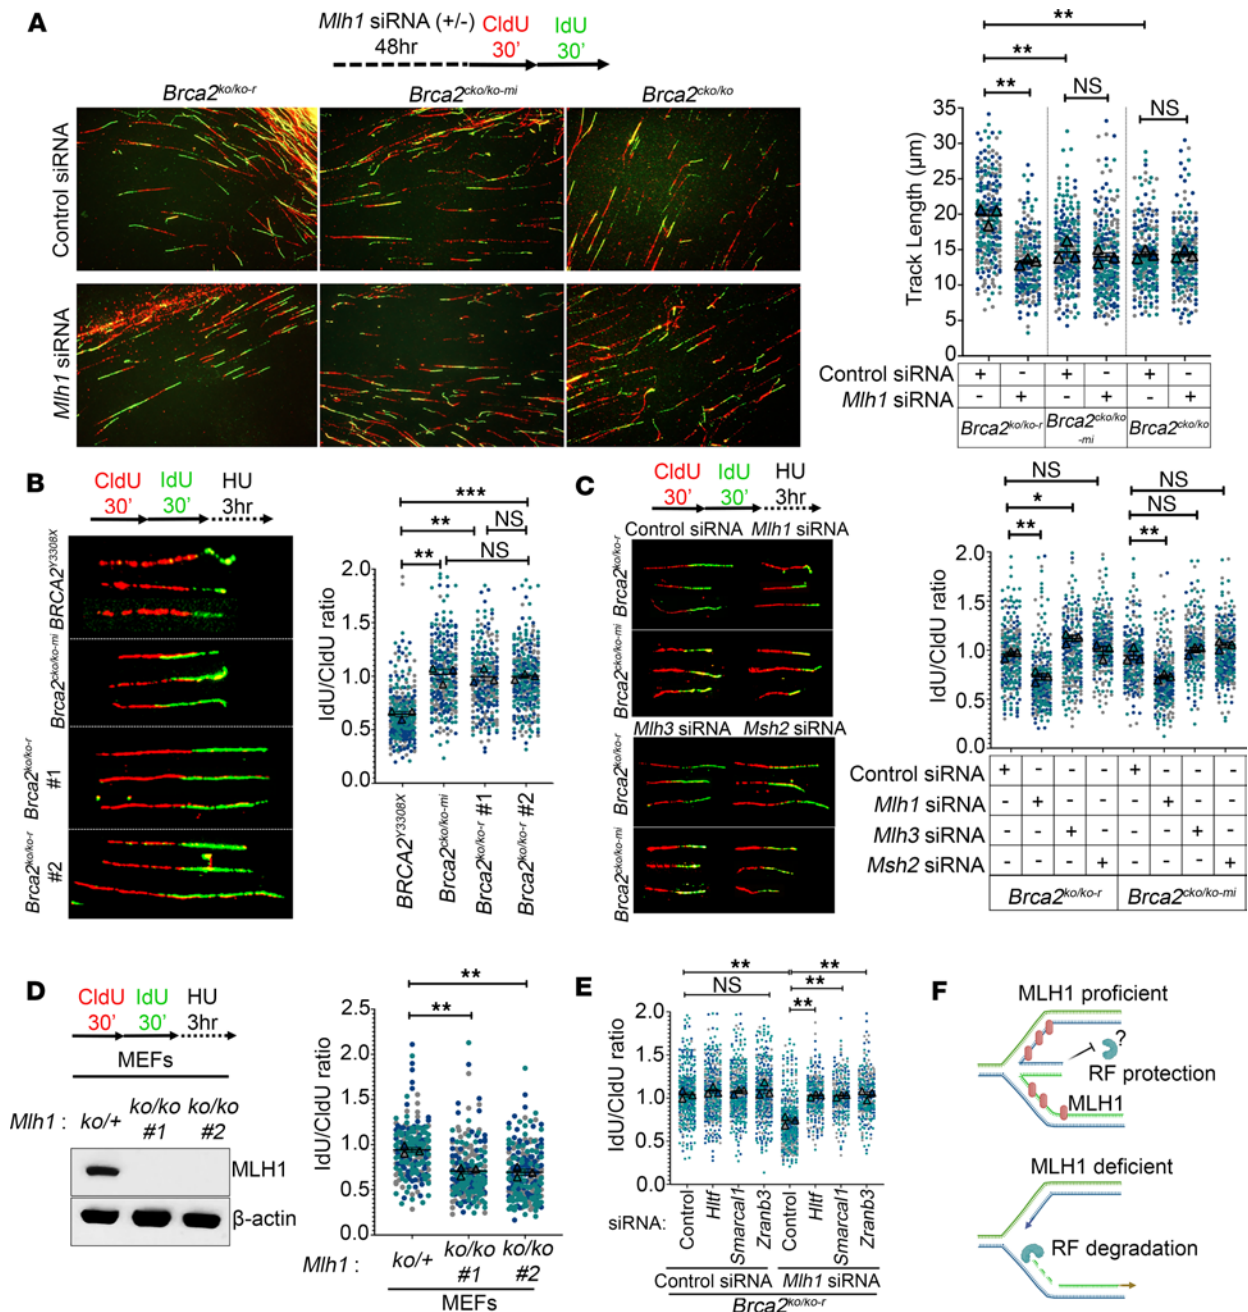 A
Mlh1 siRNA (+/-) CldU IdU
48hr 30' 30'
Brca2ko/ko-r Brca2cko/ko-mi Brca2cko/ko
Control siRNA
Mlh1 siRNA
** 
**
** NS NS
Track Length (µm)
35
30
25
20
15
10
5
0
Control siRNA + - + - + -
Mlh1 siRNA - + - + - +
Brca2ko/ko-r Brca2cko/ko-mi Brca2cko/ko
B
CldU IdU HU
30' 30' 3hr
BRCA2Y3308X
Brca2cko/ko-mi
Brca2ko/ko-r #1
Brca2ko/ko-r #2
***
** NS
** NS
IdU/CldU ratio
2.0
1.5
1.0
0.5
0.0
BRCA2Y3308X
Brca2cko/ko-mi
Brca2ko/ko-r #1
Brca2ko/ko-r #2
C
CldU IdU HU
30' 30' 3hr
Control siRNA Mlh1 siRNA
Brca2ko/ko-r
Brca2cko/ko-mi
Mlh3 siRNA Msh2 siRNA
Brca2ko/ko-r
Brca2cko/ko-mi
NS NS
* NS
** **
IdU/CldU ratio
2.0
1.5
1.0
0.5
0.0
Control siRNA + - - - + - - -
Mlh1 siRNA - + - - - + - -
Mlh3 siRNA - - + - - - + -
Msh2 siRNA - - - + - - - +
Brca2ko/ko-r Brca2cko/ko-mi
D
CldU IdU HU
30' 30' 3hr
MEFs
Mlh1 : ko/+ ko/ko #1 ko/ko #2
MLH1
β-actin
**
**
IdU/CldU ratio
2.5
2.0
1.5
1.0
0.5
0.0
Mlh1 : ko/+ ko/ko #1 ko/ko #2
MEFs
E
** **
NS **
**
IdU/CldU ratio
2.0
1.5
1.0
0.5
0.0
siRNA: Control Hltf Smarcal1 Zranb3 Control Hltf Smarcal1 Zranb3
Control siRNA Mlh1 siRNA
Brca2ko/ko-r
F
MLH1 proficient
?
RF protection
MLH1
MLH1 deficient
RF degradation